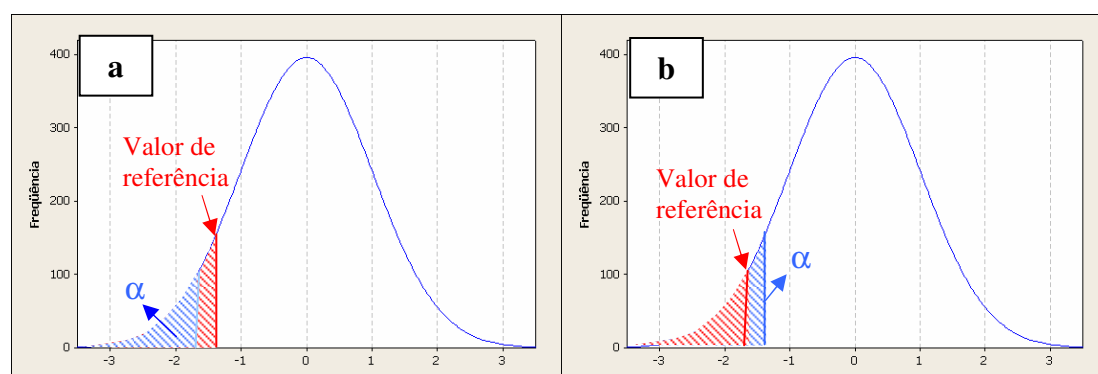 a
400
300
200
100
0
Freqüência
Valor de
referência
α
-3 -2 -1 0 1 2 3
b
400
300
200
100
0
Freqüência
Valor de
referência
α
-3 -2 -1 0 1 2 3